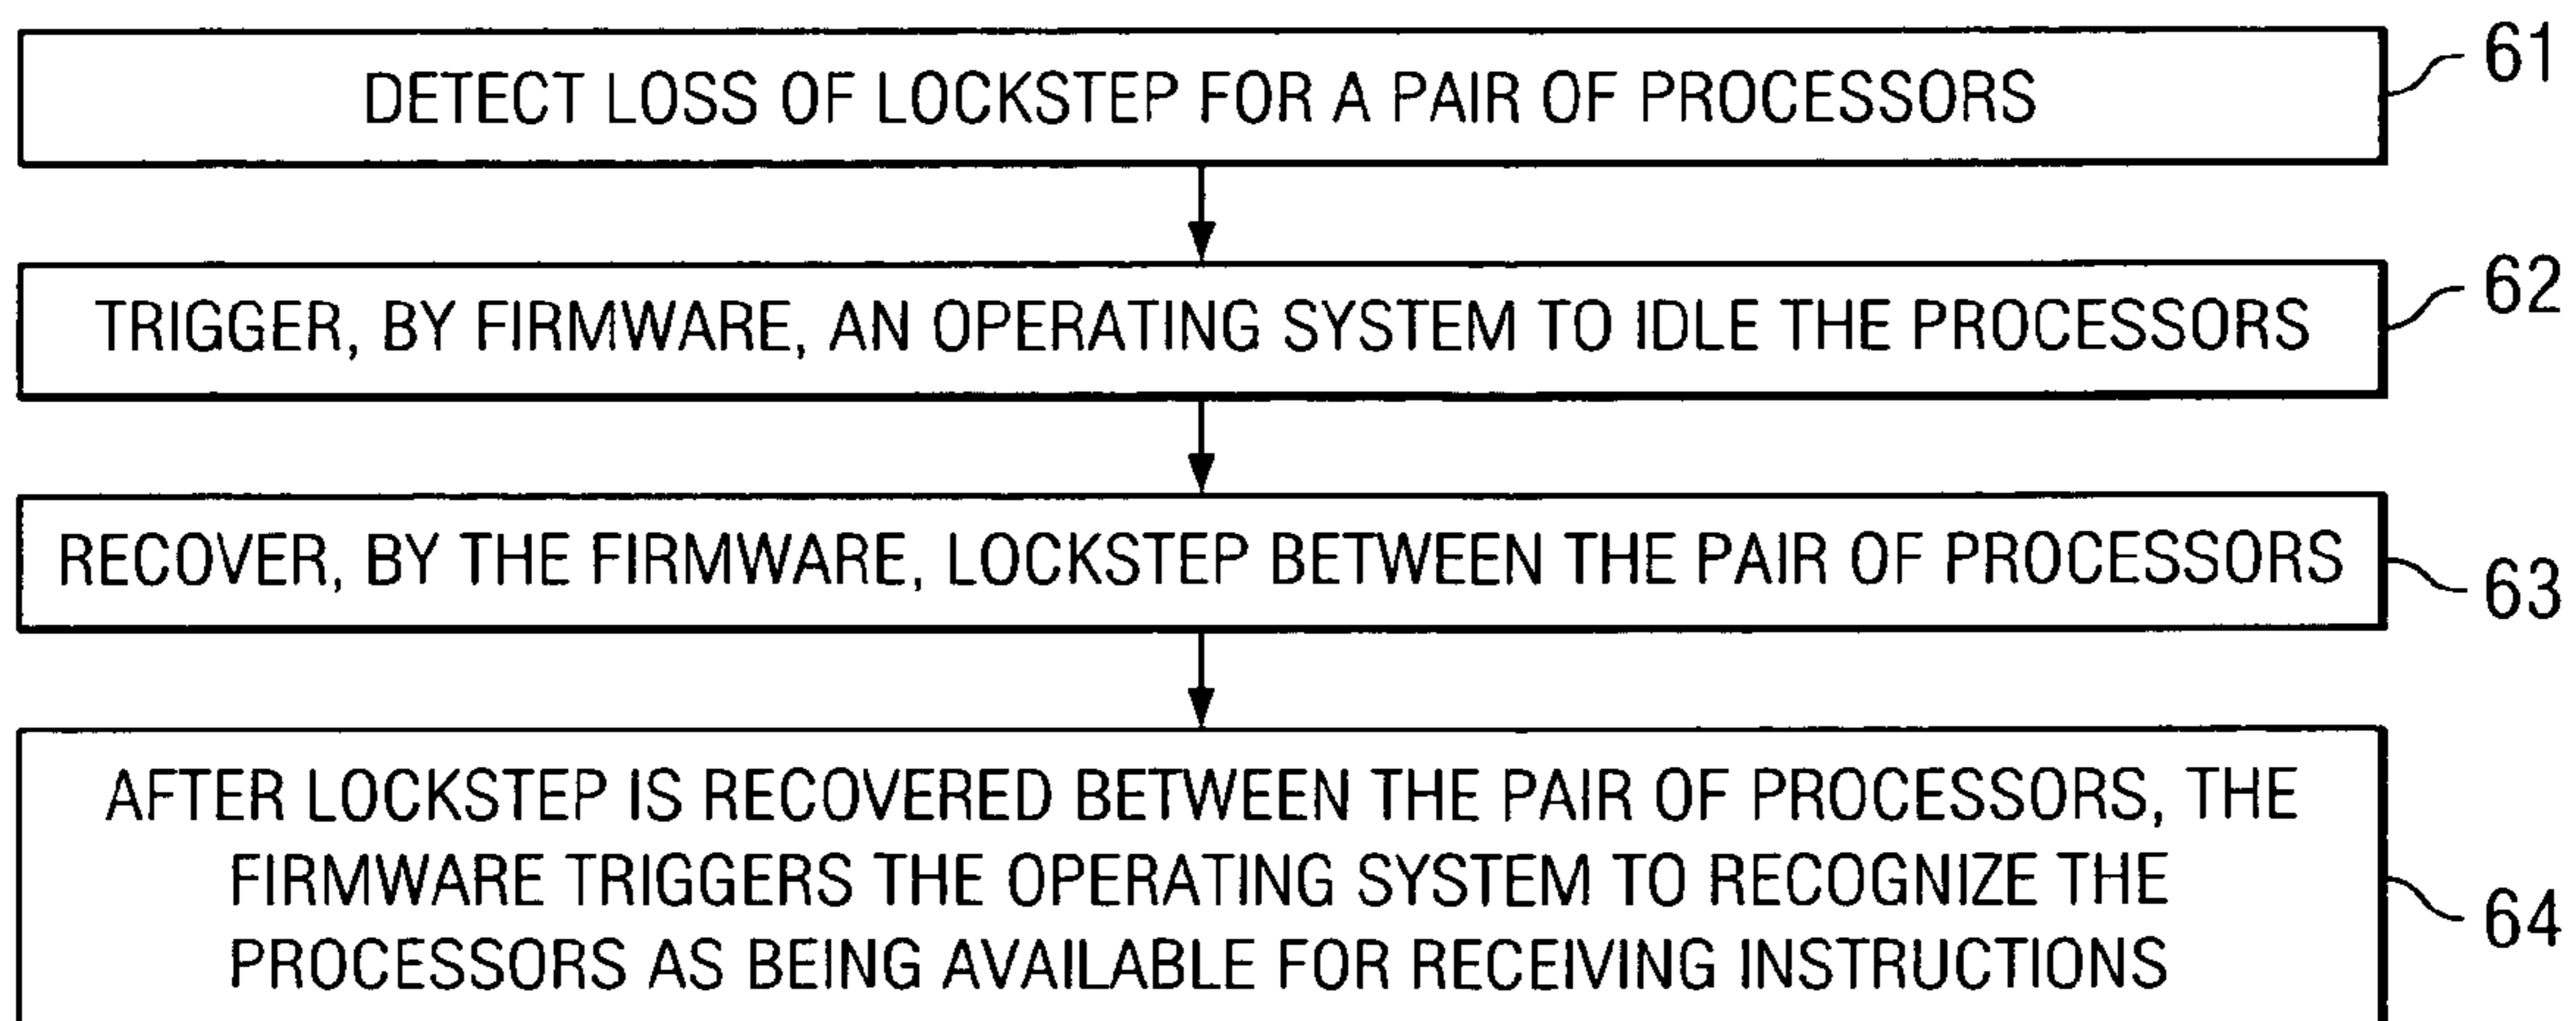 DETECT LOSS OF LOCKSTEP FOR A PAIR OF PROCESSORS
61
TRIGGER, BY FIRMWARE, AN OPERATING SYSTEM TO IDLE THE PROCESSORS
62
RECOVER, BY THE FIRMWARE, LOCKSTEP BETWEEN THE PAIR OF PROCESSORS
63
AFTER LOCKSTEP IS RECOVERED BETWEEN THE PAIR OF PROCESSORS, THE
FIRMWARE TRIGGERS THE OPERATING SYSTEM TO RECOGNIZE THE
PROCESSORS AS BEING AVAILABLE FOR RECEIVING INSTRUCTIONS
64